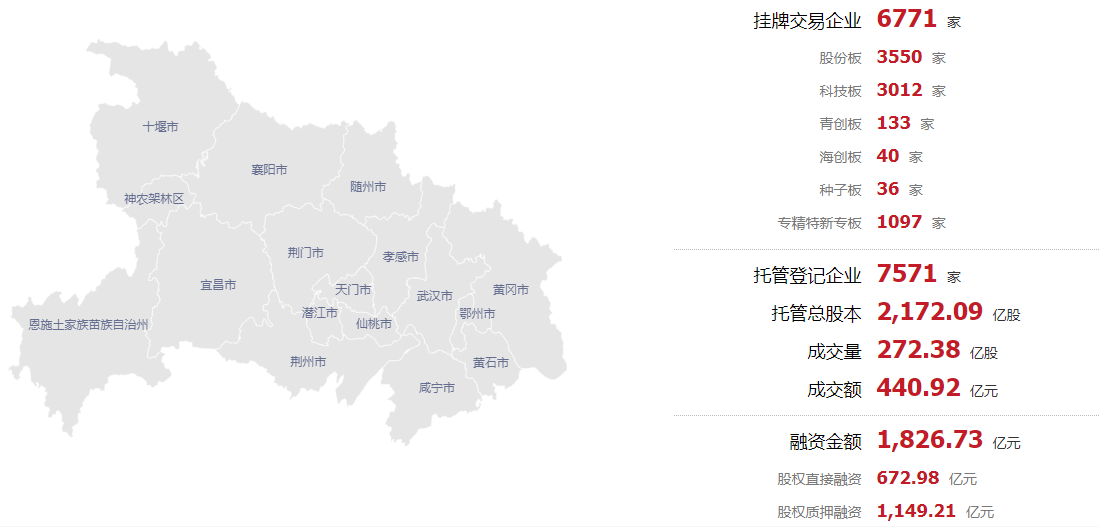 十堰市
襄阳市
随州市
神农架林区
荆门市
孝感市
宜昌市
天门市
武汉市
黄冈市
潜江市
仙桃市
鄂州市
恩施土家族苗族自治州
荆州市
黄石市
咸宁市
挂牌交易企业 6771 家
股份板 3550 家
科技板 3012 家
青创板 133 家
海创板 40 家
种子板 36 家
专精特新专板 1097 家
托管登记企业 7571 家
托管总股本 2,172.09 亿股
成交量 272.38 亿股
成交额 440.92 亿元
融资金额 1,826.73 亿元
股权直接融资 672.98 亿元
股权质押融资 1,149.21 亿元